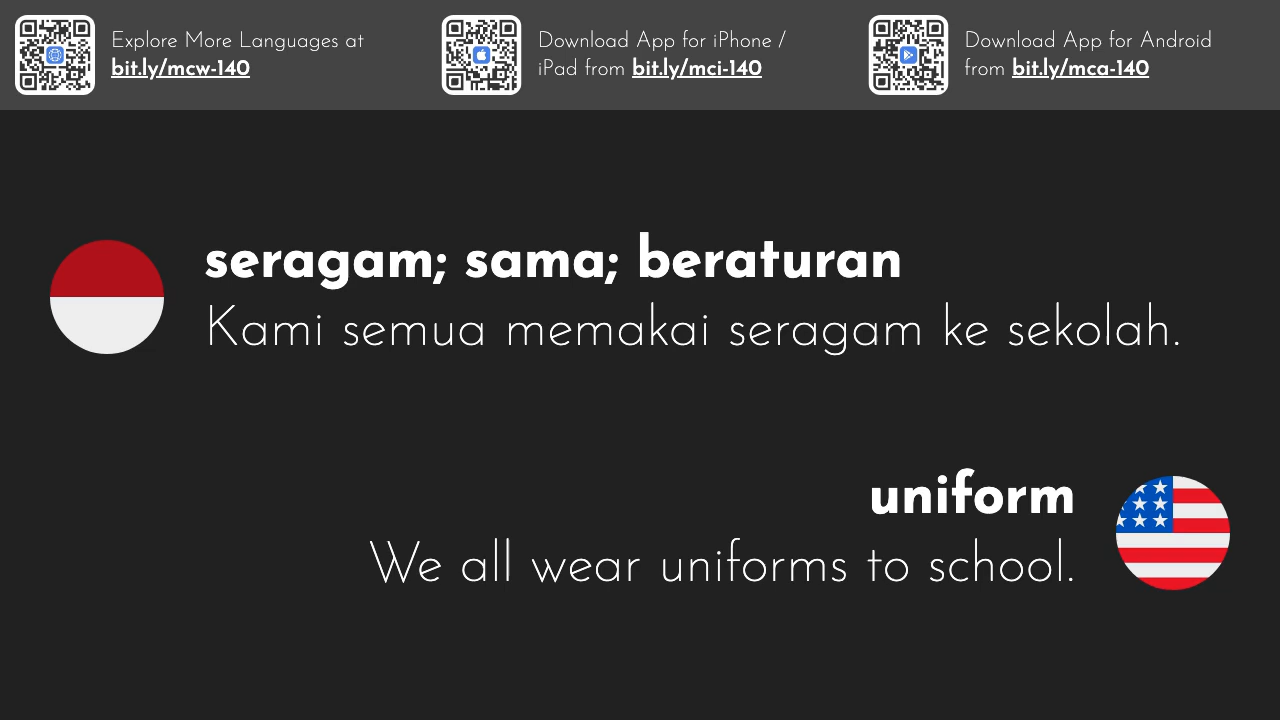 Explore More Languages at
bit.ly/mcw-140
Download App for iPhone /
iPad from bit.ly/mci-140
Download App for Android
from bit.ly/mca-140
seragam; sama; beraturan
Kami semua memakai seragam ke sekolah.
uniform
We all wear uniforms to school.